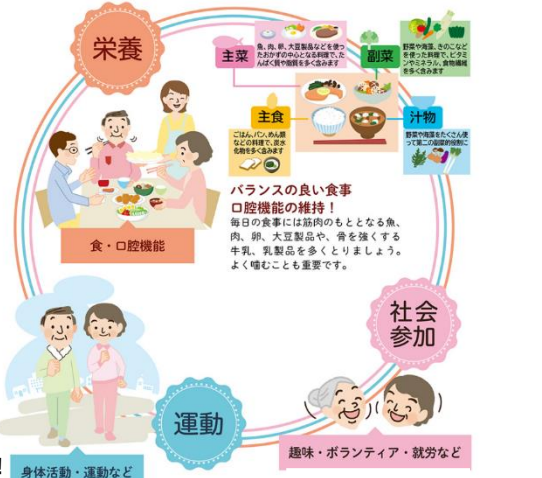 栄養
主菜
魚、肉、卵、大豆製品などを使っ
たおかずの中心となる料理で、た
んぱく質や脂質を多く含みます
副菜
野菜や海藻、きのこなど
を使った料理で、ビタミ
ンやミネラル、食物繊維
を多く含みます
主食
ごはん、パン、めん類
などの料理で、炭水
化物を多く含みます
汁物
野菜や海藻をたくさん使
って第二の副菜的役割に
バランスの良い食事
口腔機能の維持！
毎日の食事には筋肉のもととなる魚、
肉、卵、大豆製品や、骨を強くする
牛乳、乳製品を多くとりましょう。
よく噛むことも重要です。
食・口腔機能
社会
参加
趣味・ボランティア・就労など
運動
身体活動・運動など
!